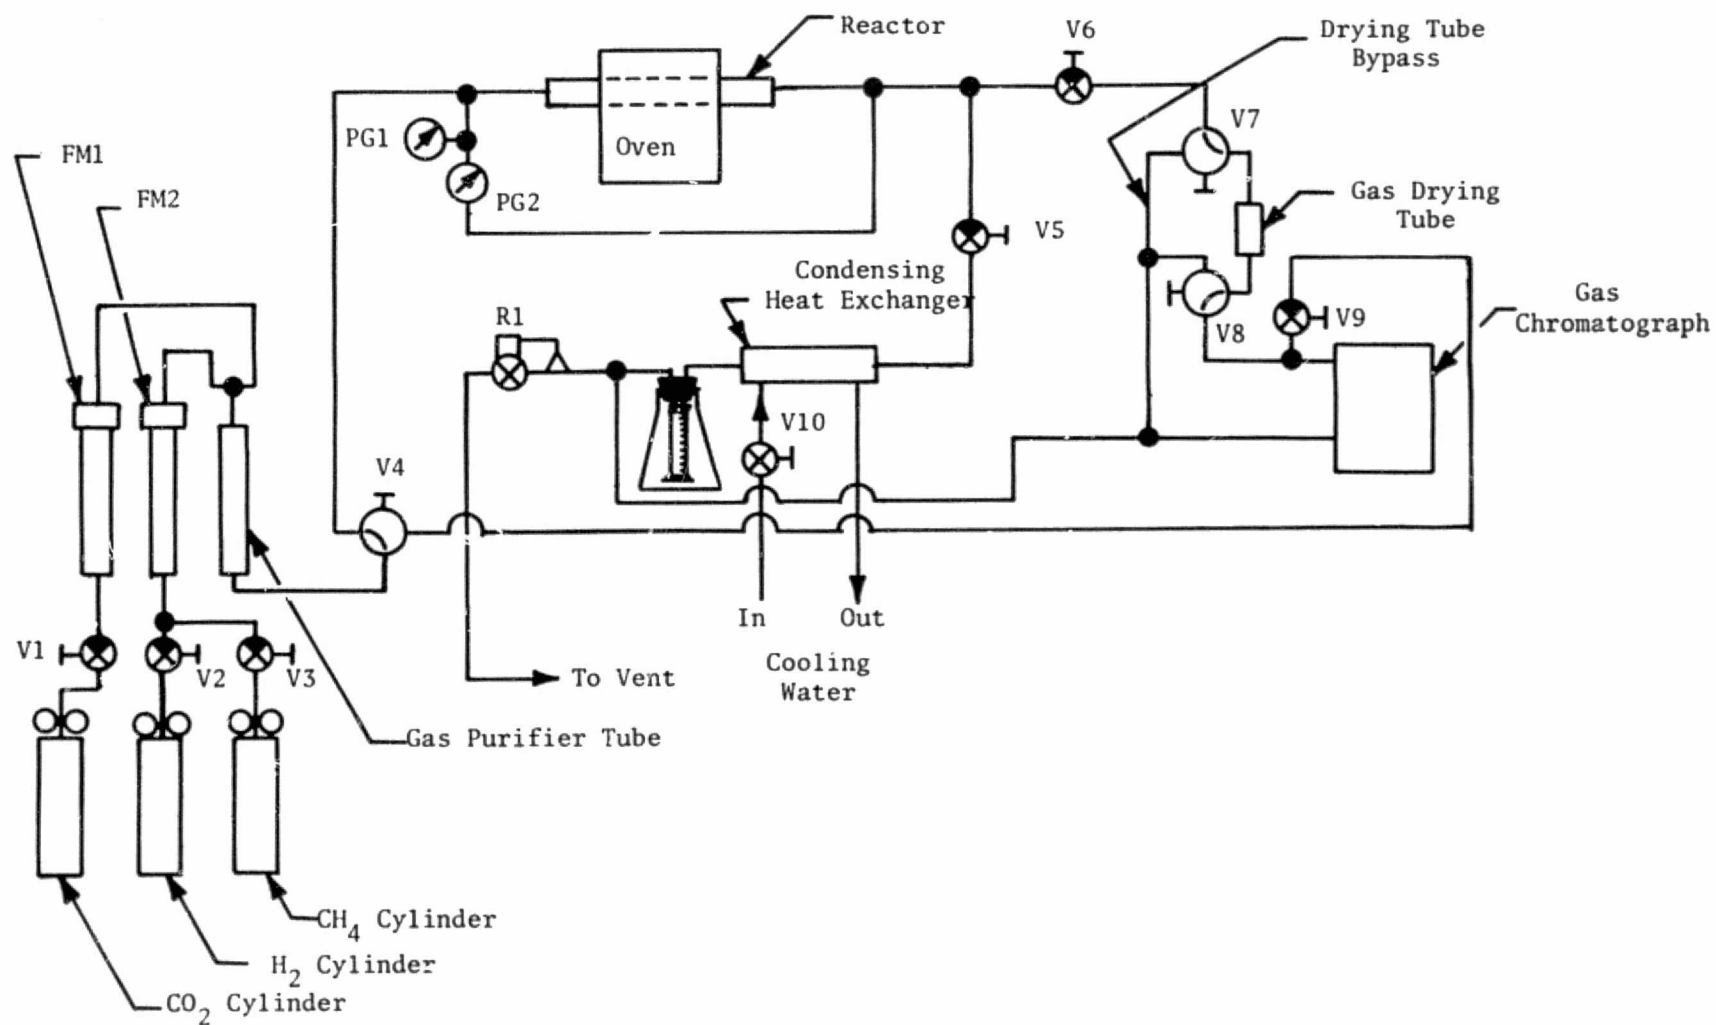 Reactor
V6
Drying Tube
Bypass
FM1
PG1
Oven
V7
FM2
PG2
Gas Drying
Tube
V5
Condensing
Heat Exchanger
R1
V8
V9
Gas
Chromatograph
V10
V4
In
Out
Cooling
Water
V1
V2
V3
To Vent
Gas Purifier Tube
CH4 Cylinder
H2 Cylinder
CO2 Cylinder